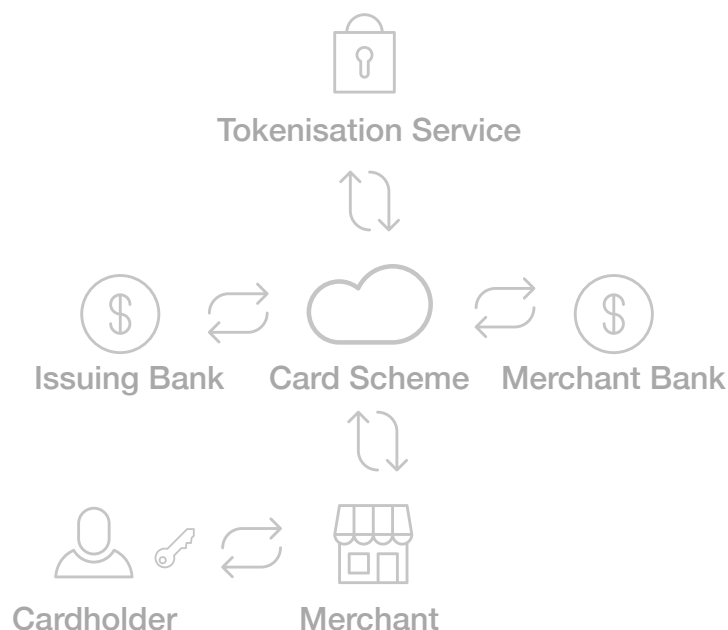 Tokenisation Service
Issuing Bank
Card Scheme
Merchant Bank
Cardholder
Merchant